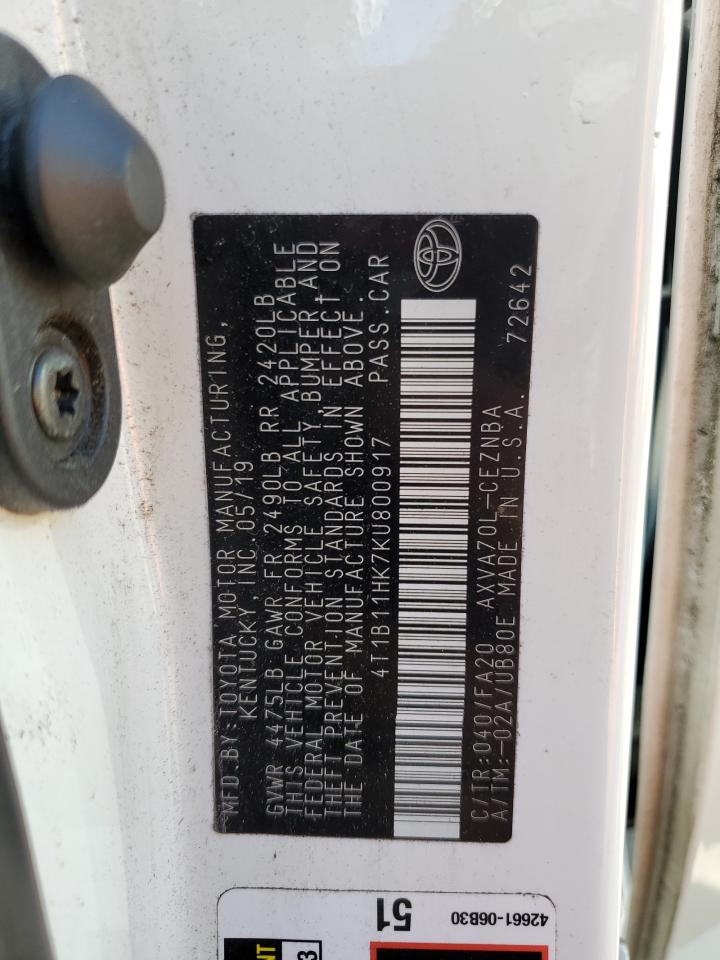 MFD.BY:TOYOTA MOTOR MANUFACTURING,
KENTUCKY, INC.05/19
GVWR 4475LB GAWR FR 2490LB RR 2420LB
THIS VEHICLE CONFORMS TO ALL APPLICABLE
FEDERAL MOTOR VEHICLE SAFETY, BUMPER, AND
THEFT PREVENTION STANDARDS IN EFFECT ON
THE DATE OF MANUFACTURE SHOWN ABOVE.
4T1B11HK7KU800917 PASS.CAR
C/TR:040/FA20 AXVA70L-CEZNBA
A/TM:-02A/UB80E MADE IN U.S.A. 72642
42661-06B30
51
NT
3